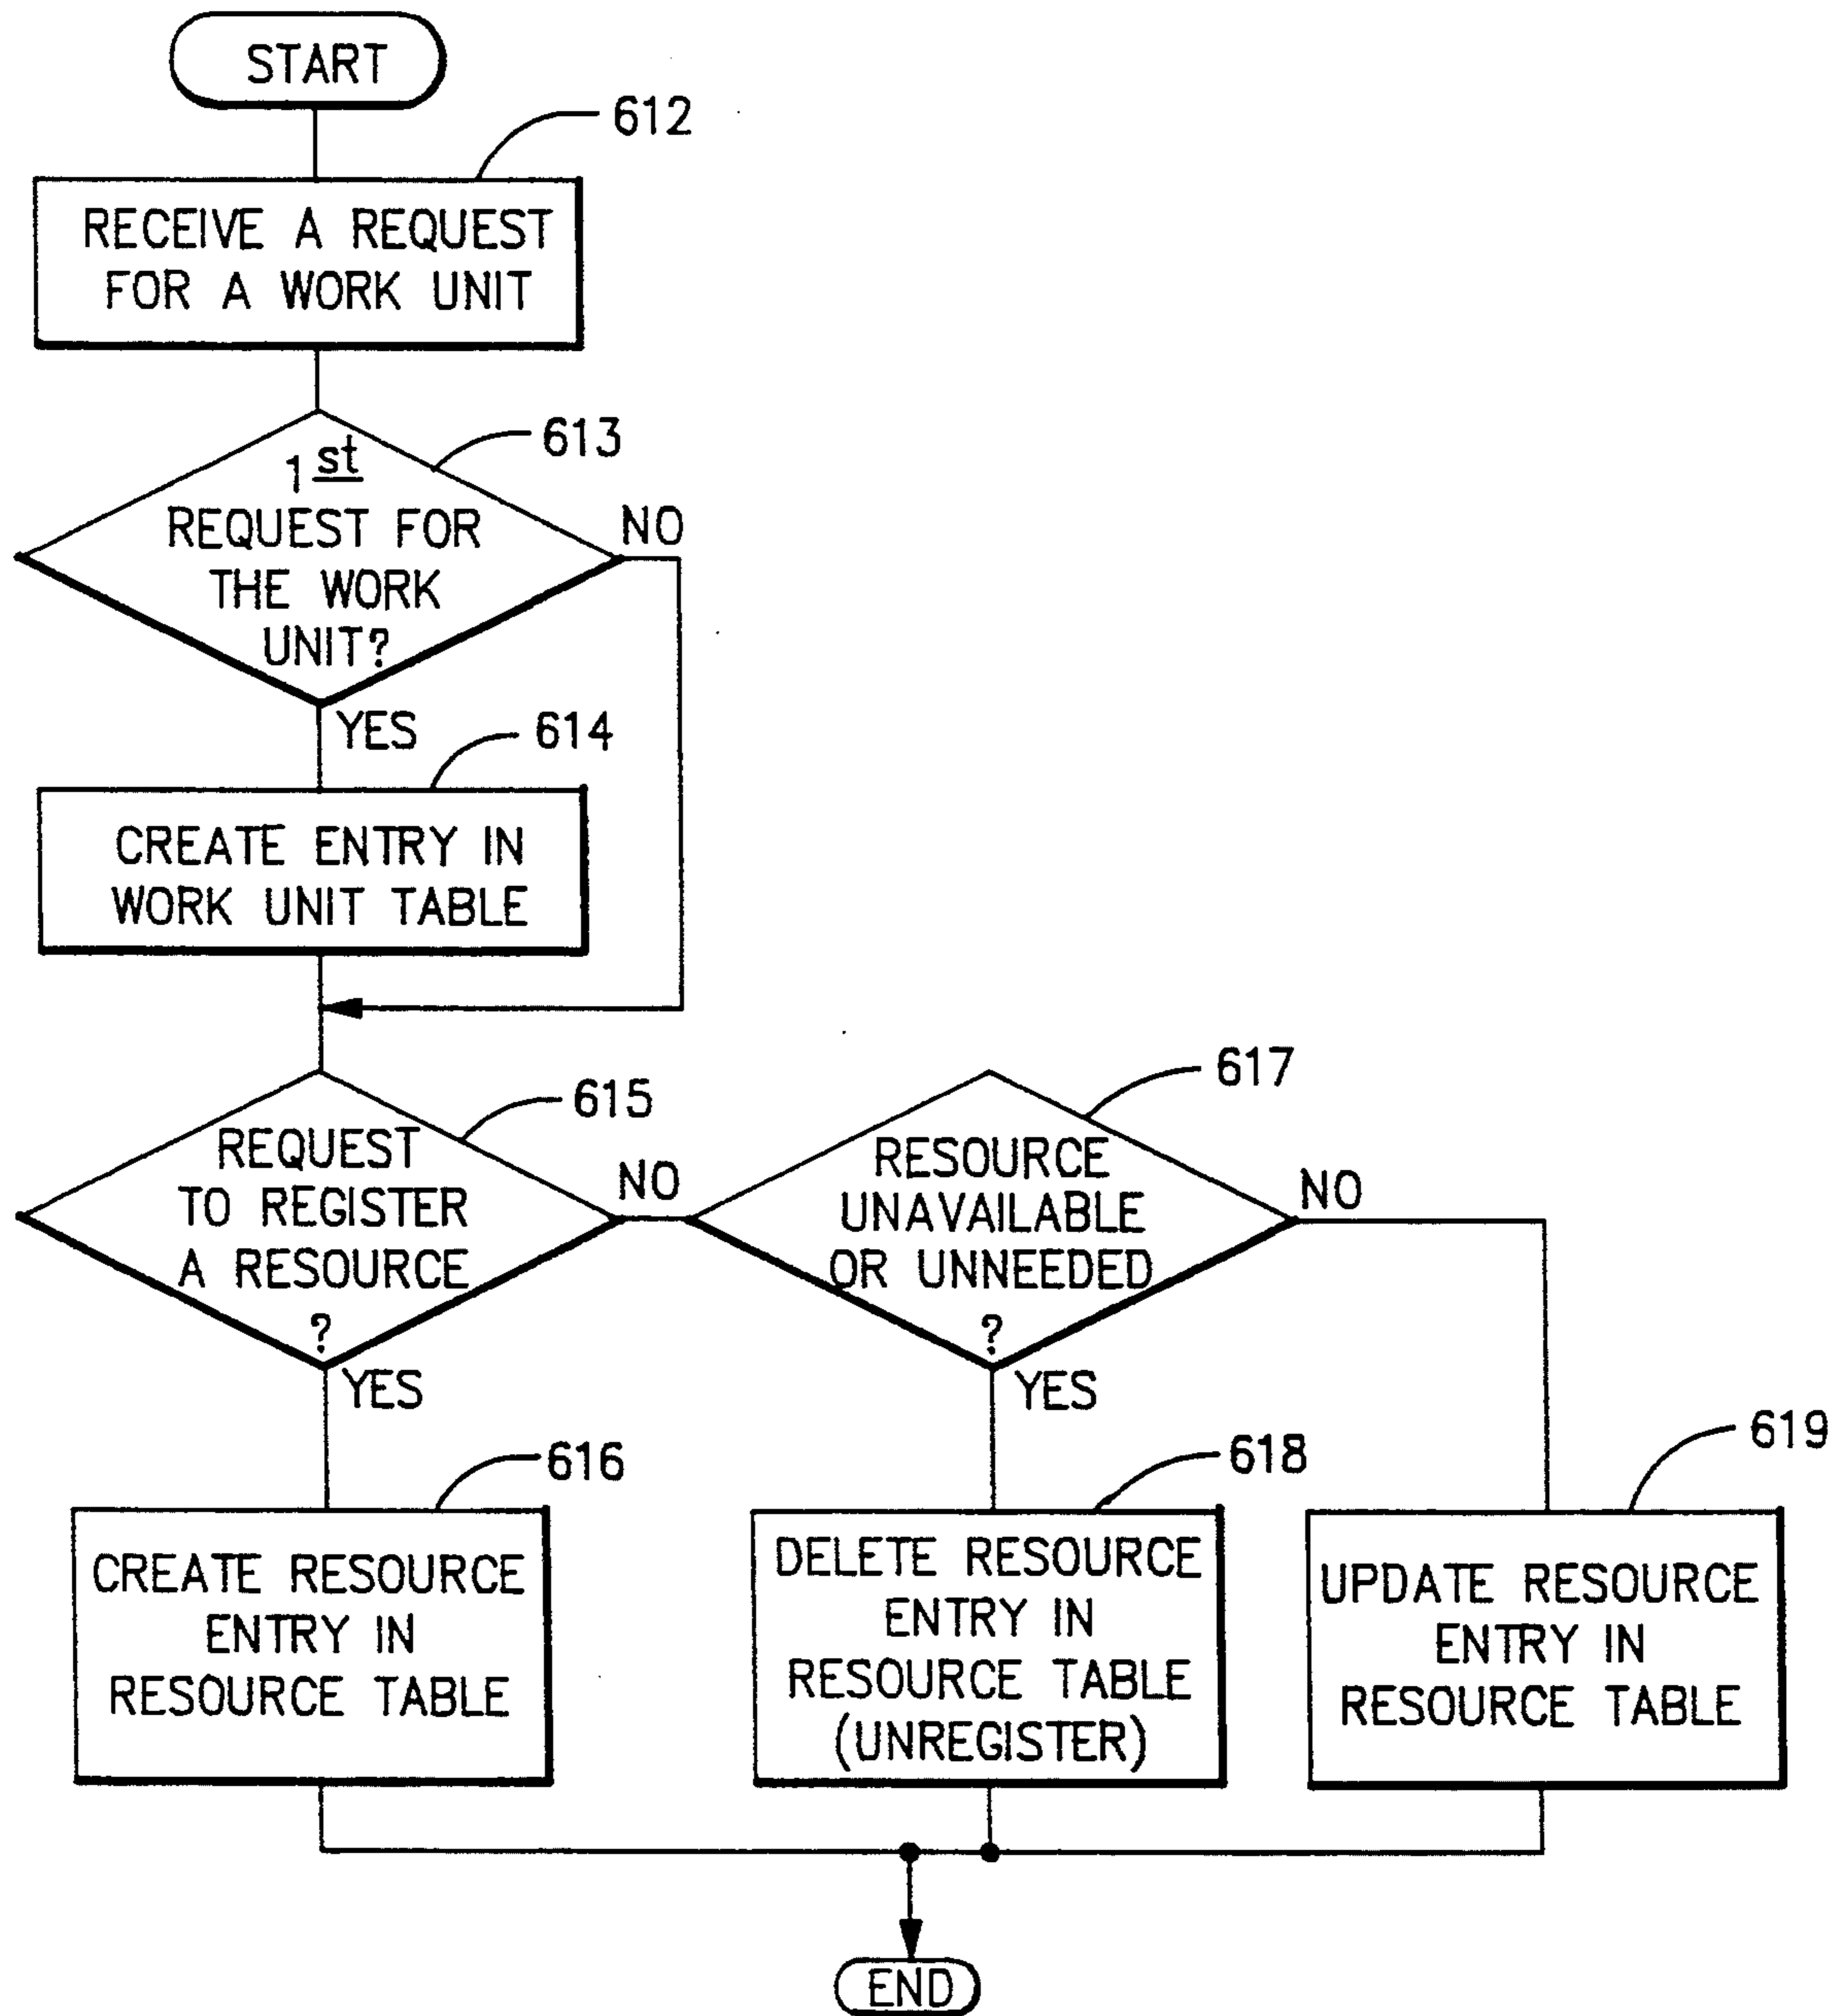 START
612
RECEIVE A REQUEST
FOR A WORK UNIT
613
1st
REQUEST FOR
THE WORK
UNIT?
NO
YES
614
CREATE ENTRY IN
WORK UNIT TABLE
615
REQUEST
TO REGISTER
A RESOURCE
?
NO
YES
617
RESOURCE
UNAVAILABLE
OR UNNEEDED
?
NO
YES
616
CREATE RESOURCE
ENTRY IN
RESOURCE TABLE
618
DELETE RESOURCE
ENTRY IN
RESOURCE TABLE
(UNREGISTER)
619
UPDATE RESOURCE
ENTRY IN
RESOURCE TABLE
END